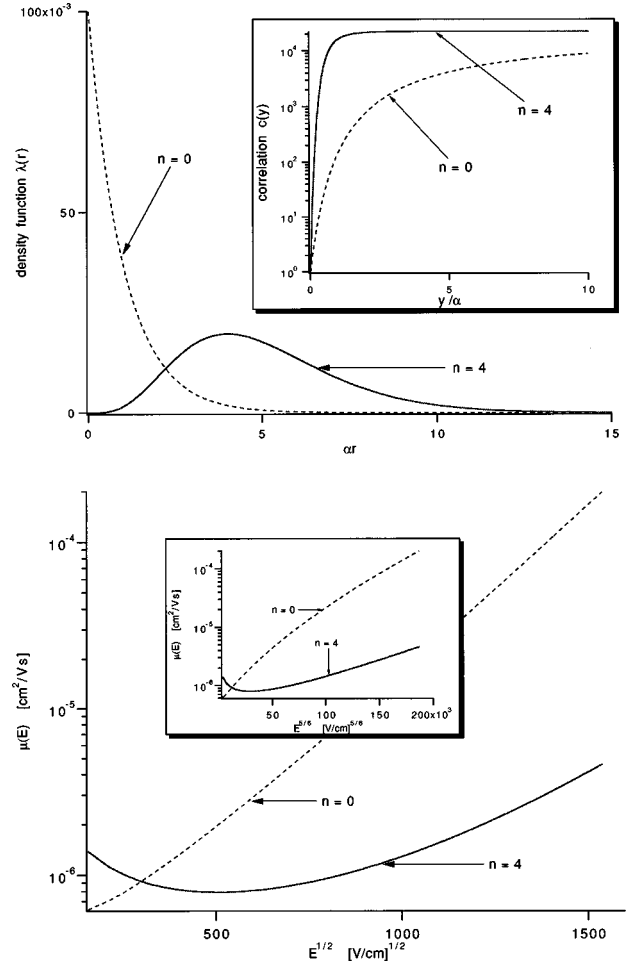 100x10⁻³
density function λ(r)
50
0
n = 0
n = 4
0
5
10
15
αr
correlation c(y)
10⁴
10³
10²
10¹
10⁰
n = 4
n = 0
0
5
10
y/α
μ(E) [cm²/Vs]
10⁻⁴
10⁻⁵
10⁻⁶
n = 0
n = 4
500
1000
1500
E^1/2 [V/cm]^1/2
μ(E) [cm²/Vs]
10⁻⁴
10⁻⁵
10⁻⁶
n = 0
n = 4
50
100
150
200x10³
E^5/6 [V/cm]^5/6